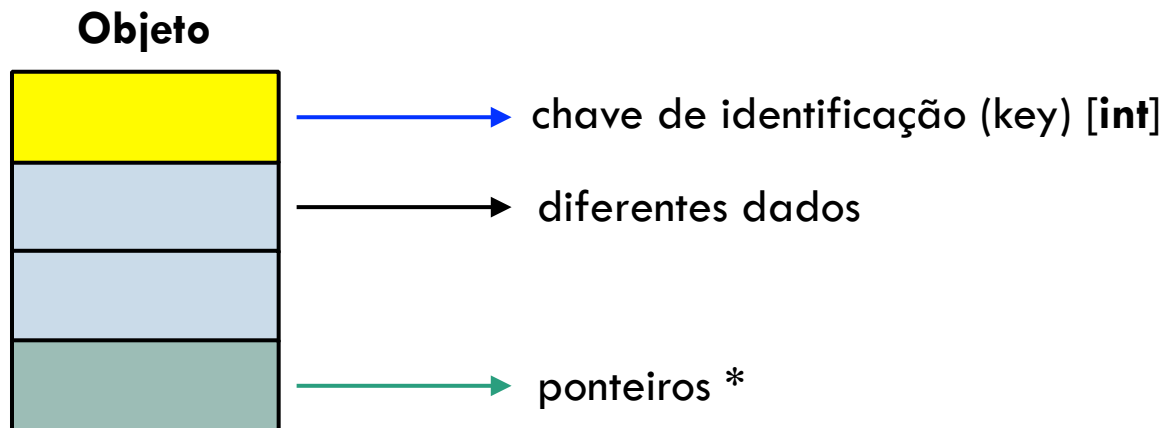 Objeto
chave de identificação (key) [int]
diferentes dados
ponteiros *